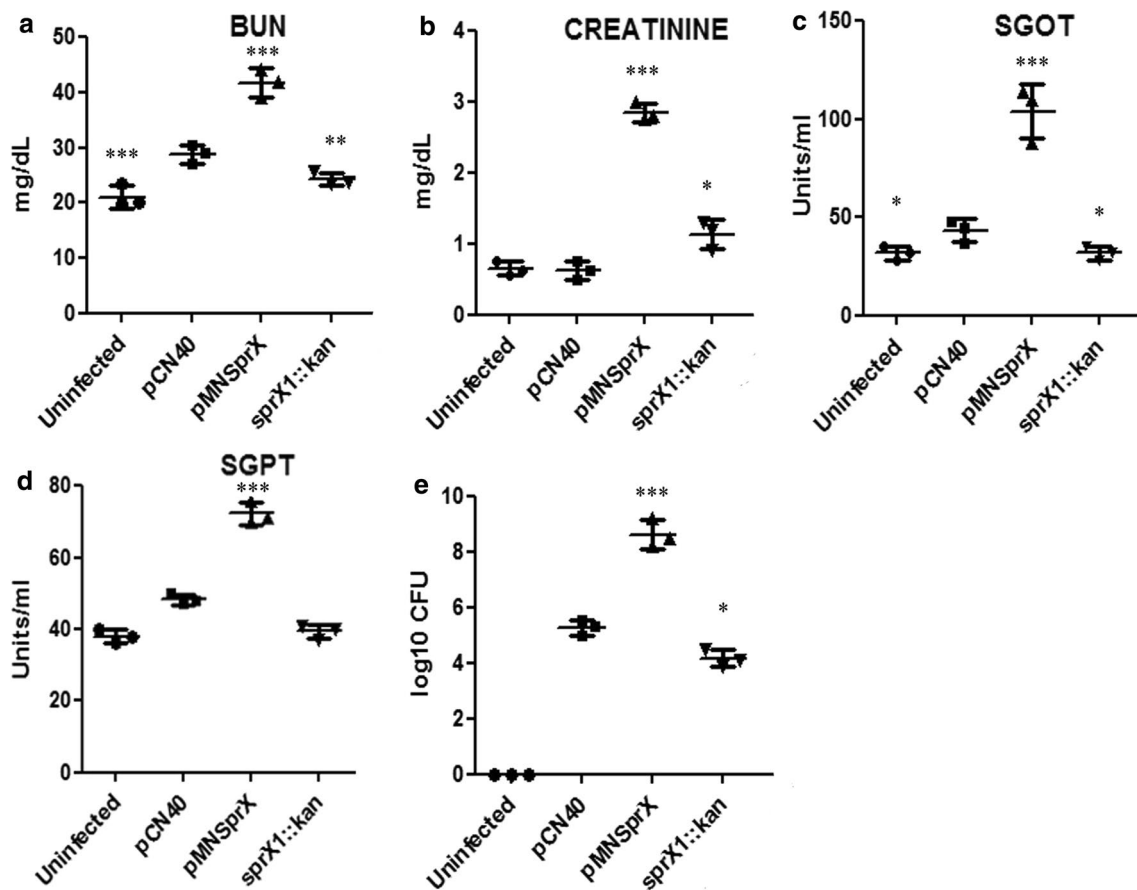 a
BUN
mg/dL
50
40
30
20
10
0
***
***
**
Uninfected
pCN40
pMNSprX
sprX1::kan
b
CREATININE
mg/dL
4
3
2
1
0
***
*
Uninfected
pCN40
pMNSprX
sprX1::kan
c
SGOT
Units/ml
150
100
50
0
*
***
*
Uninfected
pCN40
pMNSprX
sprX1::kan
d
SGPT
Units/ml
80
60
40
20
0
***
Uninfected
pCN40
pMNSprX
sprX1::kan
e
log10 CFU
10
8
6
4
2
0
***
*
Uninfected
pCN40
pMNSprX
sprX1::kan